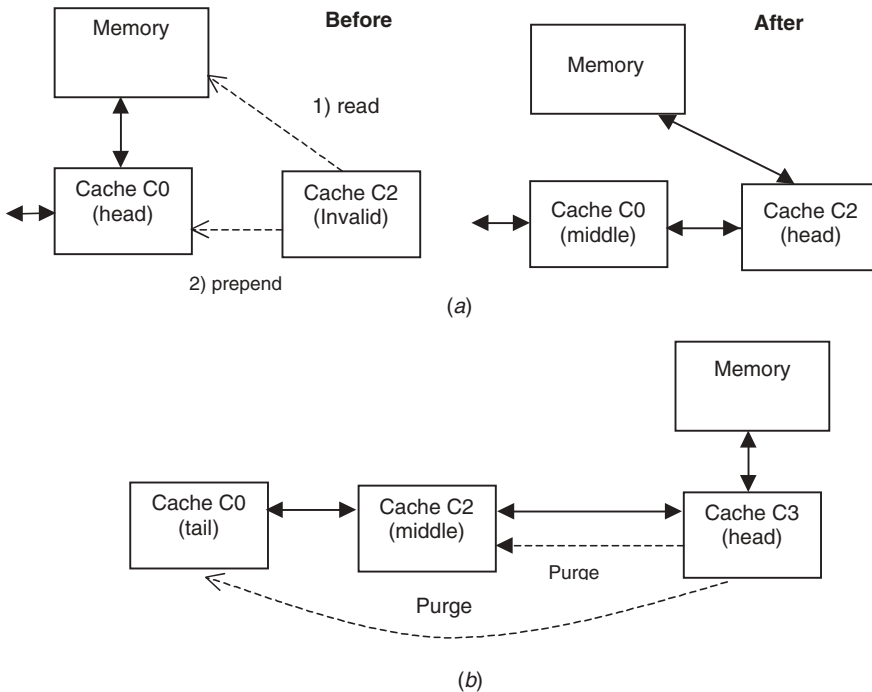 Before
After
Memory
Memory
1) read
Cache C0
(head)
Cache C2
(Invalid)
Cache C0
(middle)
Cache C2
(head)
2) prepend
(a)
Memory
Cache C0
(tail)
Cache C2
(middle)
Cache C3
(head)
Purge
Purge
(b)